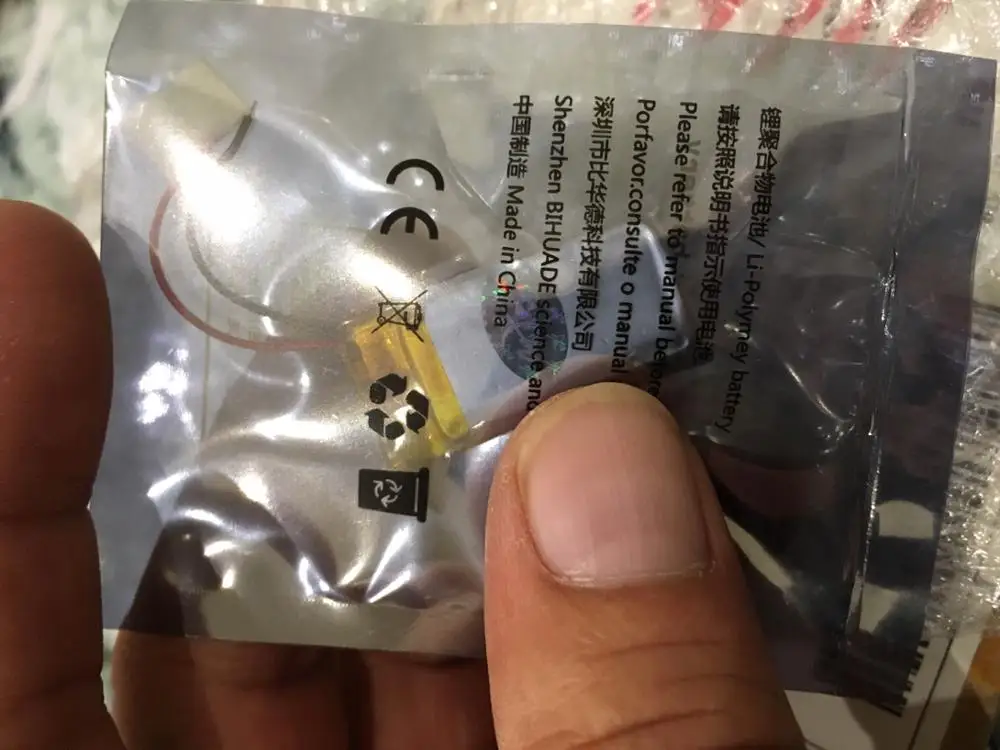 锂聚合物电池/ Li-Polymey battery
请按照说明书指示使用电池
Please refer to manual before
Porfavor.consulte o manual
深圳市比华德科技有限公司
Shenzhen BIHUADE science and
中国制造 Made in China
CE